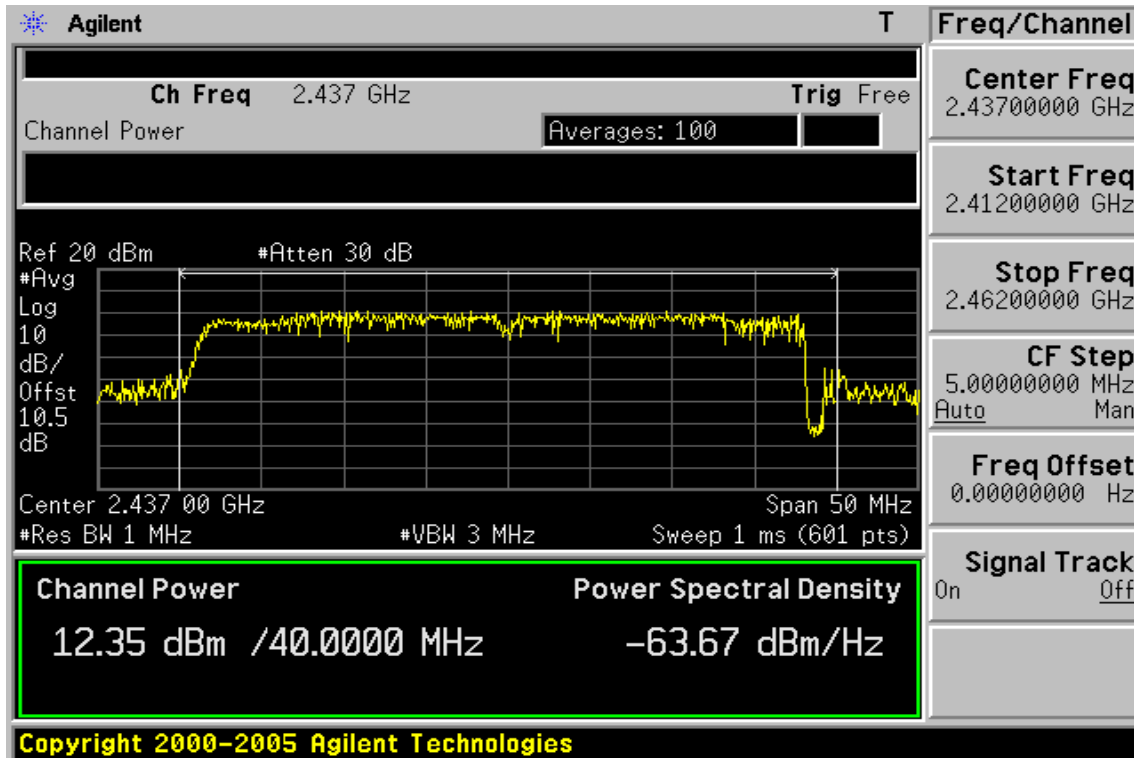 Agilent T Freq/Channel
Ch Freq 2.437 GHz Trig Free
Channel Power Averages: 100
Center Freq
2.43700000 GHz
Start Freq
2.41200000 GHz
Stop Freq
2.46200000 GHz
CF Step
5.00000000 MHz
Auto Man
Freq Offset
0.00000000 Hz
Signal Track
On Off
Ref 20 dBm #Atten 30 dB
#Avg
Log
10
dB/
Offst
10.5
dB
Center 2.437 00 GHz Span 50 MHz
#Res BW 1 MHz #VBW 3 MHz Sweep 1 ms (601 pts)
Channel Power Power Spectral Density
12.35 dBm /40.0000 MHz -63.67 dBm/Hz
Copyright 2000-2005 Agilent Technologies